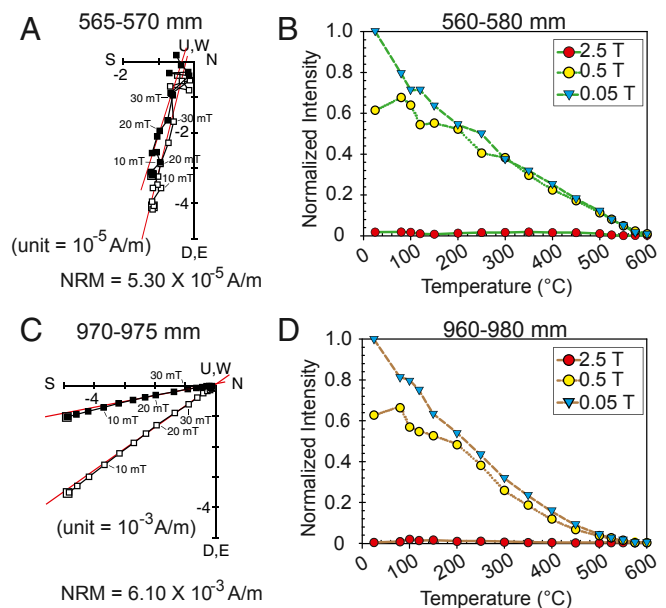 A 565-570 mm
U,W
S N
-2
30 mT 30 mT
-2
20 mT
20 mT
10 mT
10 mT
-4
(unit = 10-5 A/m)
D,E
NRM = 5.30 X 10-5 A/m
B 560-580 mm
Normalized Intensity
1.0
0.8
0.6
0.4
0.2
0
0 100 200 300 400 500 600
Temperature (°C)
2.5 T
0.5 T
0.05 T
C 970-975 mm
U,W
S N
-4
30 mT
20 mT
10 mT
30 mT
20 mT
10 mT
-4
(unit = 10-3 A/m)
D,E
NRM = 6.10 X 10-3 A/m
D 960-980 mm
Normalized Intensity
1.0
0.8
0.6
0.4
0.2
0
0 100 200 300 400 500 600
Temperature (°C)
2.5 T
0.5 T
0.05 T